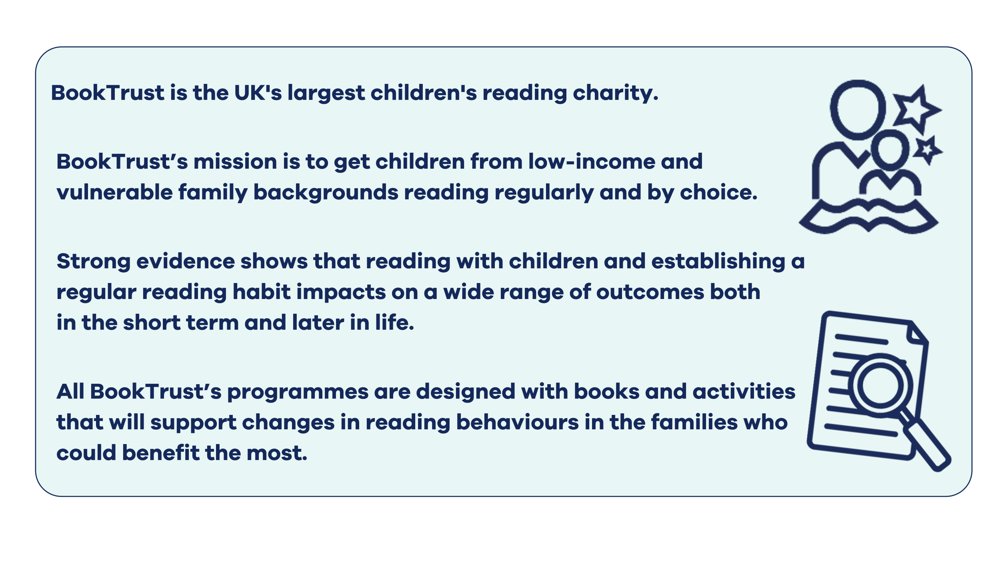 BookTrust is the UK's largest children's reading charity.
BookTrust’s mission is to get children from low-income and
vulnerable family backgrounds reading regularly and by choice.
Strong evidence shows that reading with children and establishing a
regular reading habit impacts on a wide range of outcomes both
in the short term and later in life.
All BookTrust’s programmes are designed with books and activities
that will support changes in reading behaviours in the families who
could benefit the most.